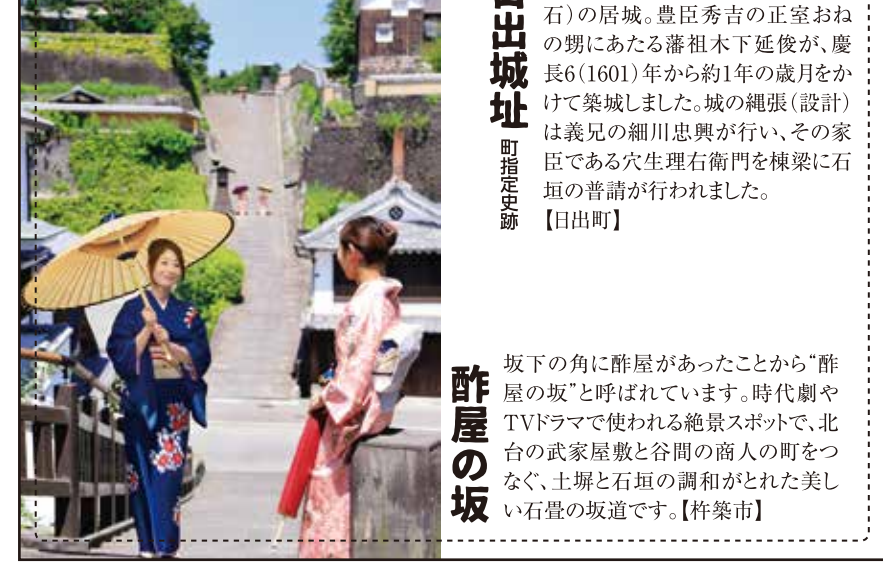 日出城址
町指定史跡
石）の居城。豊臣秀吉の正室おね
の甥にあたる藩祖木下延俊が、慶
長6（1601）年から約1年の歳月をか
けて築城しました。城の縄張（設計）
は義兄の細川忠興が行い、その家
臣である穴生理右衛門を棟梁に石
垣の普請が行われました。
【日出町】
酢屋の坂
坂下の角に酢屋があったことから“酢
屋の坂”と呼ばれています。時代劇や
TVドラマで使われる絶景スポットで、北
台の武家屋敷と谷間の商人の町をつ
なぐ、土塀と石垣の調和がとれた美し
い石畳の坂道です。【杵築市】